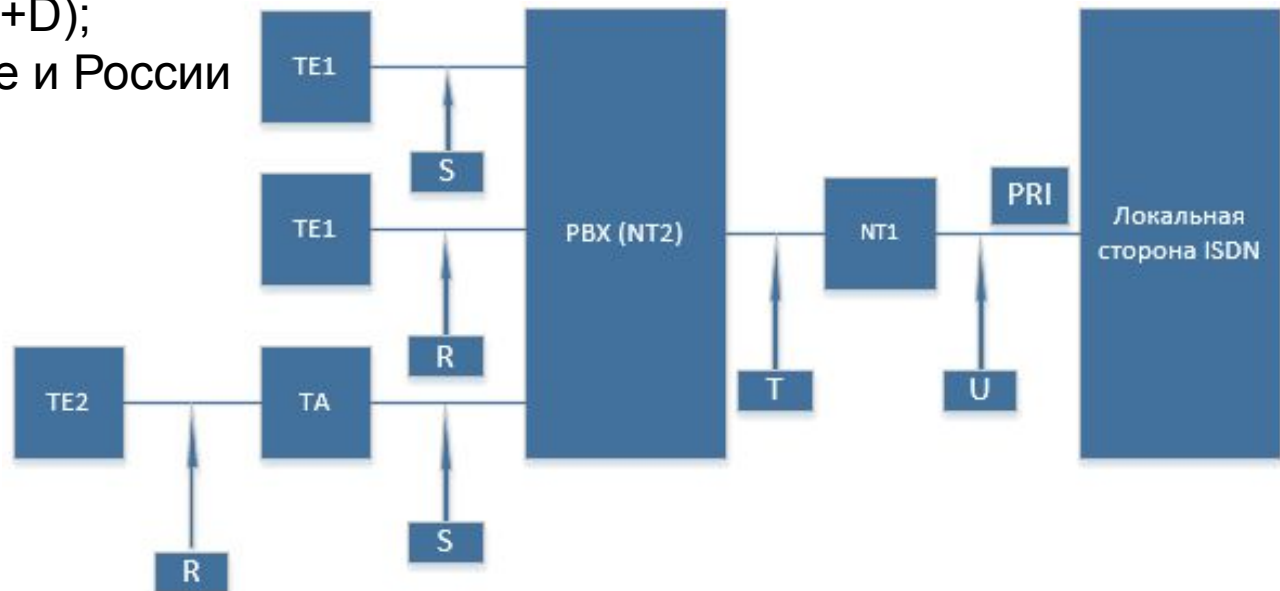 +D);
е и России
TE1
S
TE1
R
TE2
TA
R
S
PBX (NT2)
T
NT1
U
PRI
Локальная
сторона ISDN